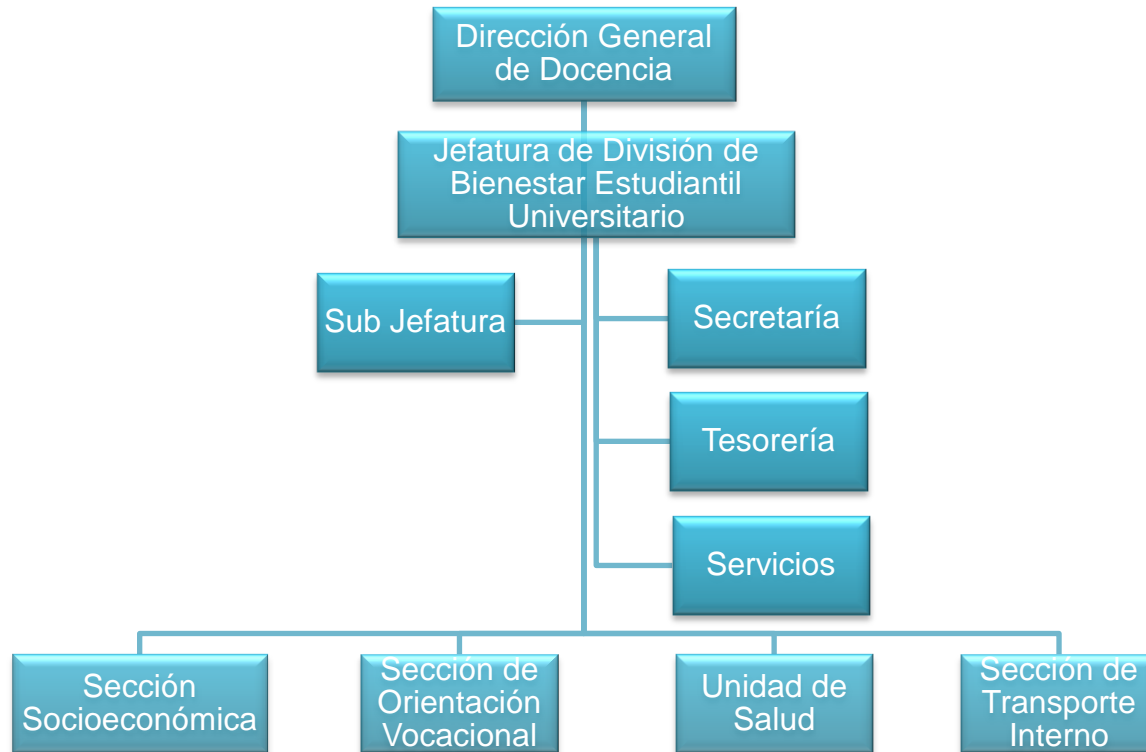 Dirección General
de Docencia
Jefatura de División de
Bienestar Estudiantil
Universitario
Sub Jefatura
Secretaría
Tesorería
Servicios
Sección
Socioeconómica
Sección de
Orientación
Vocacional
Unidad de
Salud
Sección de
Transporte
Interno